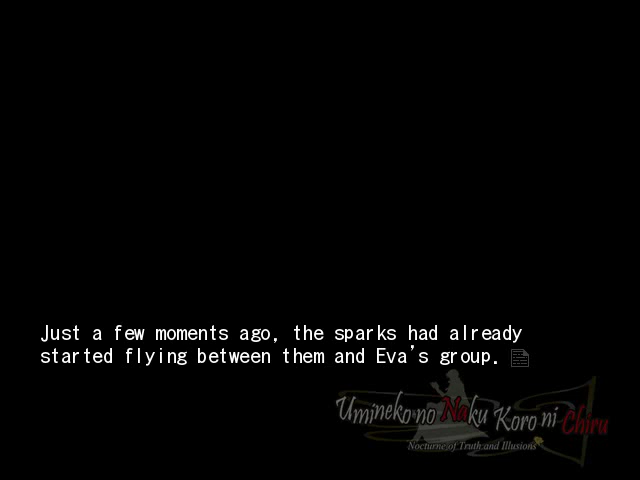 Just a few moments ago, the sparks had already
started flying between them and Eva's group.
Umineko no Naku Koro ni Chiru
Nocturne of Truth and Illusions